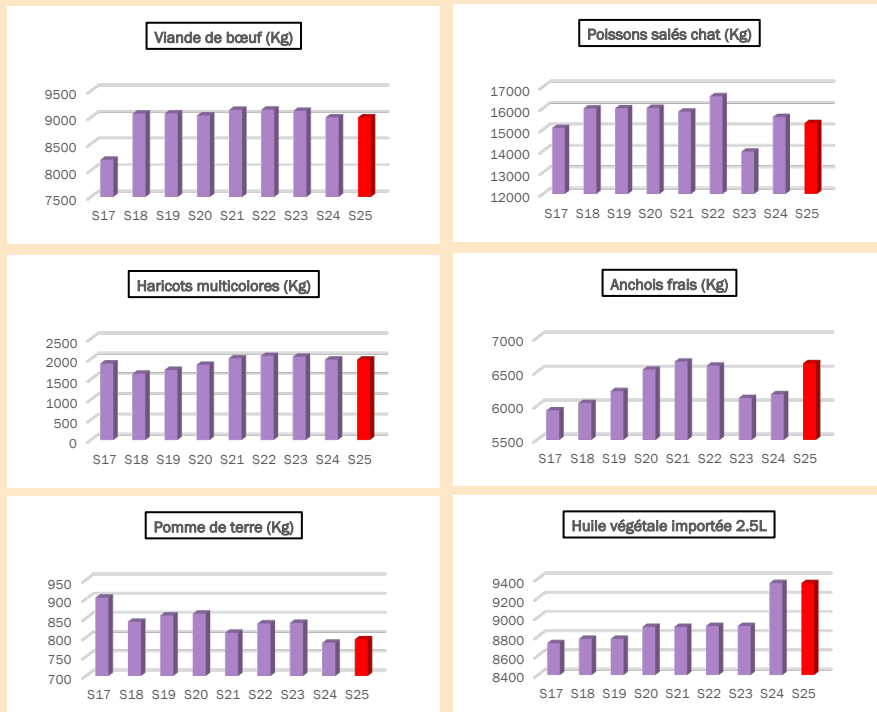 Viande de bœuf (Kg)
9500
9000
8500
8000
7500
S17 S18 S19 S20 S21 S22 S23 S24 S25
Poissons salés chat (Kg)
17000
16000
15000
14000
13000
12000
S17 S18 S19 S20 S21 S22 S23 S24 S25
Haricots multicolores (Kg)
2500
2000
1500
1000
500
0
S17 S18 S19 S20 S21 S22 S23 S24 S25
Anchois frais (Kg)
7000
6500
6000
5500
S17 S18 S19 S20 S21 S22 S23 S24 S25
Pomme de terre (Kg)
950
900
850
800
750
700
S17 S18 S19 S20 S21 S22 S23 S24 S25
Huile végétale importée 2.5L
9400
9200
9000
8800
8600
8400
S17 S18 S19 S20 S21 S22 S23 S24 S25